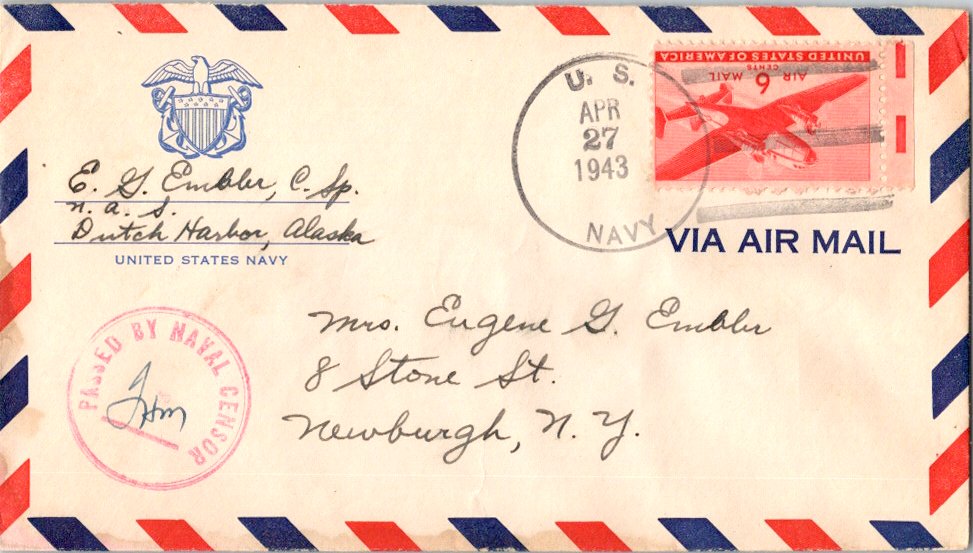 E. G. Embler, C. Sp.
n. a. S.
Dutch Harbor, Alaska
UNITED STATES NAVY
U. S.
APR
27
1943
NAVY
UNITED STATES OF AMERICA
6
CENTS
AIR MAIL
VIA AIR MAIL
PASSED BY NAVAL CENSOR
Mrs. Eugene G. Embler
8 Stone St.
Newburgh, N. Y.